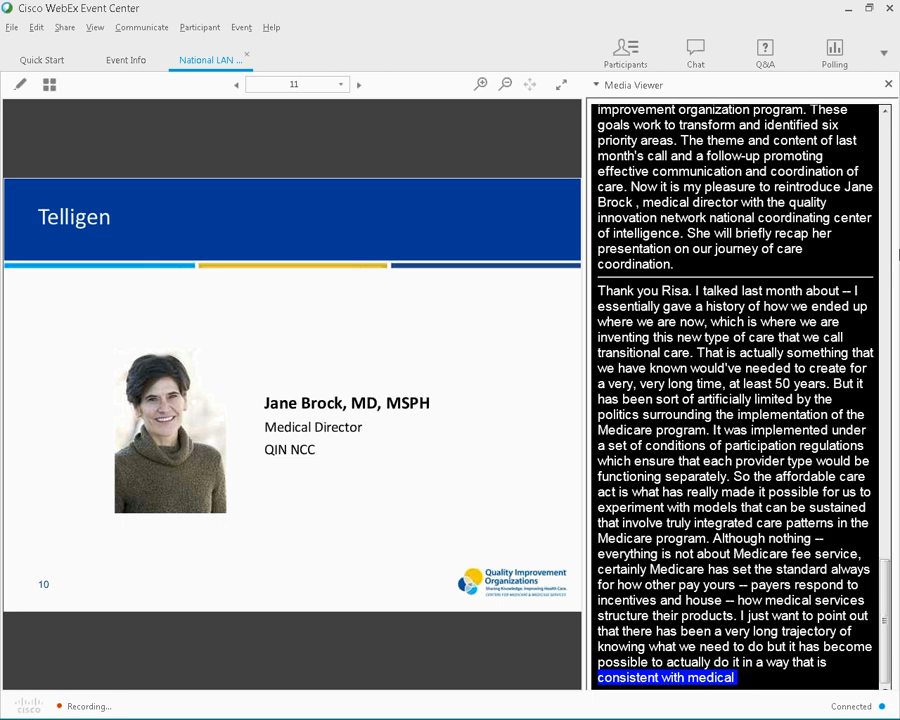 Cisco WebEx Event Center
File Edit Share View Communicate Participant Event Help
Quick Start Event Info National LAN ... ×
Participants Chat Q&A Polling
11
Media Viewer
Telligen
Jane Brock, MD, MSPH
Medical Director
QIN NCC
10
Quality Improvement
Organizations
Sharing Knowledge. Improving Health Care.
CENTERS FOR MEDICARE & MEDICAID SERVICES
improvement organization program. These
goals work to transform and identified six
priority areas. The theme and content of last
month's call and a follow-up promoting
effective communication and coordination of
care. Now it is my pleasure to reintroduce Jane
Brock , medical director with the quality
innovation network national coordinating center
of intelligence. She will briefly recap her
presentation on our journey of care
coordination.
Thank you Risa. I talked last month about -- I
essentially gave a history of how we ended up
where we are now, which is where we are
inventing this new type of care that we call
transitional care. That is actually something that
we have known would've needed to create for
a very, very long time, at least 50 years. But it
has been sort of artificially limited by the
politics surrounding the implementation of the
Medicare program. It was implemented under
a set of conditions of participation regulations
which ensure that each provider type would be
functioning separately. So the affordable care
act is what has really made it possible for us to
experiment with models that can be sustained
that involve truly integrated care patterns in the
Medicare program. Although nothing --
everything is not about Medicare fee service,
certainly Medicare has set the standard always
for how other pay yours -- payers respond to
incentives and house -- how medical services
structure their products. I just want to point out
that there has been a very long trajectory of
knowing what we need to do but it has become
possible to actually do it in a way that is
consistent with medical
cisco Recording... Connected